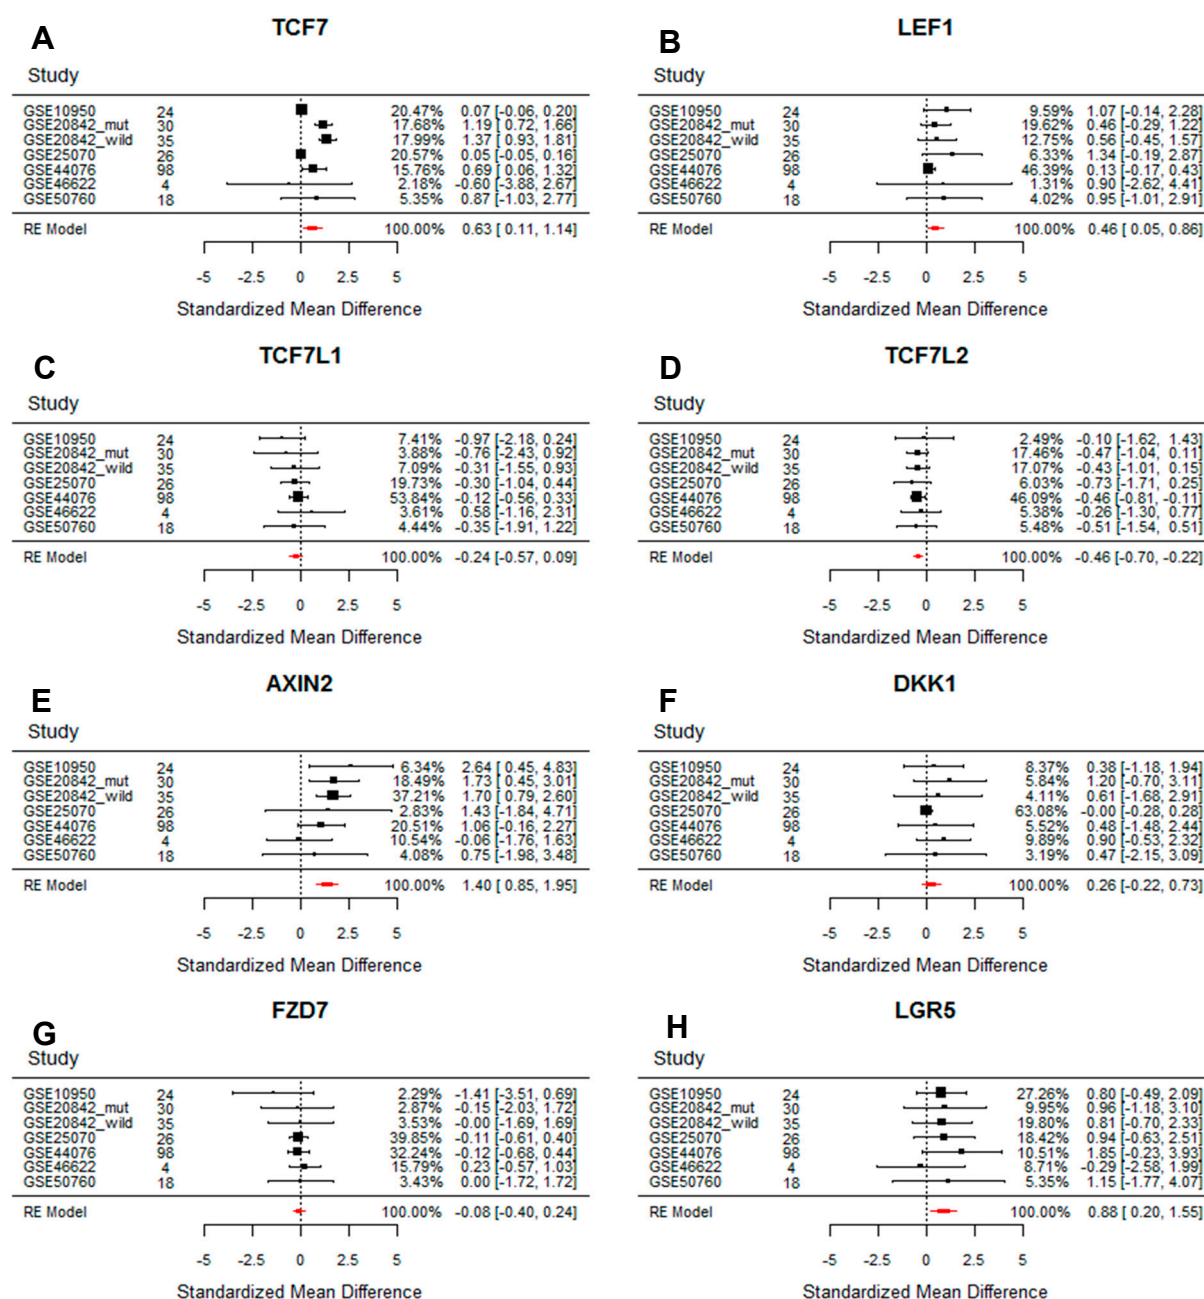 A TCF7
Study
GSE10950 24 20.47% 0.07 [-0.06, 0.20]
GSE20842_mut 30 17.68% 1.19 [ 0.72, 1.66]
GSE20842_wild 35 17.99% 1.37 [ 0.93, 1.81]
GSE25070 26 20.57% 0.05 [-0.05, 0.16]
GSE44076 98 15.76% 0.69 [ 0.06, 1.32]
GSE46622 4 2.18% -0.60 [-3.88, 2.67]
GSE50760 18 5.35% 0.87 [-1.03, 2.77]
RE Model 100.00% 0.63 [ 0.11, 1.14]
-5 -2.5 0 2.5 5
Standardized Mean Difference
B LEF1
Study
GSE10950 24 9.59% 1.07 [-0.14, 2.28]
GSE20842_mut 30 19.62% 0.46 [-0.29, 1.22]
GSE20842_wild 35 12.75% 0.56 [-0.45, 1.57]
GSE25070 26 6.33% 1.34 [-0.19, 2.87]
GSE44076 98 46.39% 0.13 [-0.17, 0.43]
GSE46622 4 1.31% 0.90 [-2.62, 4.41]
GSE50760 18 4.02% 0.95 [-1.01, 2.91]
RE Model 100.00% 0.46 [ 0.05, 0.86]
-5 -2.5 0 2.5 5
Standardized Mean Difference
C TCF7L1
Study
GSE10950 24 7.41% -0.97 [-2.18, 0.24]
GSE20842_mut 30 3.88% -0.76 [-2.43, 0.92]
GSE20842_wild 35 7.09% -0.31 [-1.55, 0.93]
GSE25070 26 19.73% -0.30 [-1.04, 0.44]
GSE44076 98 53.84% -0.12 [-0.56, 0.33]
GSE46622 4 3.61% 0.58 [-1.16, 2.31]
GSE50760 18 4.44% -0.35 [-1.91, 1.22]
RE Model 100.00% -0.24 [-0.57, 0.09]
-5 -2.5 0 2.5 5
Standardized Mean Difference
D TCF7L2
Study
GSE10950 24 2.49% -0.10 [-1.62, 1.43]
GSE20842_mut 30 17.46% -0.47 [-1.04, 0.11]
GSE20842_wild 35 17.07% -0.43 [-1.01, 0.15]
GSE25070 26 6.03% -0.73 [-1.71, 0.25]
GSE44076 98 46.09% -0.46 [-0.81, -0.11]
GSE46622 4 5.38% -0.26 [-1.30, 0.77]
GSE50760 18 5.48% -0.51 [-1.54, 0.51]
RE Model 100.00% -0.46 [-0.70, -0.22]
-5 -2.5 0 2.5 5
Standardized Mean Difference
E AXIN2
Study
GSE10950 24 6.34% 2.64 [ 0.45, 4.83]
GSE20842_mut 30 18.49% 1.73 [ 0.45, 3.01]
GSE20842_wild 35 37.21% 1.70 [ 0.79, 2.60]
GSE25070 26 2.83% 1.43 [-1.84, 4.71]
GSE44076 98 20.51% 1.06 [-0.16, 2.27]
GSE46622 4 10.54% -0.06 [-1.76, 1.63]
GSE50760 18 4.08% 0.75 [-1.98, 3.48]
RE Model 100.00% 1.40 [ 0.85, 1.95]
-5 -2.5 0 2.5 5
Standardized Mean Difference
F DKK1
Study
GSE10950 24 8.37% 0.38 [-1.18, 1.94]
GSE20842_mut 30 5.84% 1.20 [-0.70, 3.11]
GSE20842_wild 35 4.11% 0.61 [-1.68, 2.91]
GSE25070 26 63.08% -0.00 [-0.28, 0.28]
GSE44076 98 5.52% 0.48 [-1.48, 2.44]
GSE46622 4 9.89% 0.90 [-0.53, 2.32]
GSE50760 18 3.19% 0.47 [-2.15, 3.09]
RE Model 100.00% 0.26 [-0.22, 0.73]
-5 -2.5 0 2.5 5
Standardized Mean Difference
G FZD7
Study
GSE10950 24 2.29% -1.41 [-3.51, 0.69]
GSE20842_mut 30 2.87% -0.15 [-2.03, 1.72]
GSE20842_wild 35 3.53% -0.00 [-1.69, 1.69]
GSE25070 26 39.85% -0.11 [-0.61, 0.40]
GSE44076 98 32.24% -0.12 [-0.68, 0.44]
GSE46622 4 15.79% 0.23 [-0.57, 1.03]
GSE50760 18 3.43% 0.00 [-1.72, 1.72]
RE Model 100.00% -0.08 [-0.40, 0.24]
-5 -2.5 0 2.5 5
Standardized Mean Difference
H LGR5
Study
GSE10950 24 27.26% 0.80 [-0.49, 2.09]
GSE20842_mut 30 9.95% 0.96 [-1.18, 3.10]
GSE20842_wild 35 19.80% 0.81 [-0.70, 2.33]
GSE25070 26 18.42% 0.94 [-0.63, 2.51]
GSE44076 98 10.51% 1.85 [-0.23, 3.93]
GSE46622 4 8.71% -0.29 [-2.58, 1.99]
GSE50760 18 5.35% 1.15 [-1.77, 4.07]
RE Model 100.00% 0.88 [ 0.20, 1.55]
-5 -2.5 0 2.5 5
Standardized Mean Difference